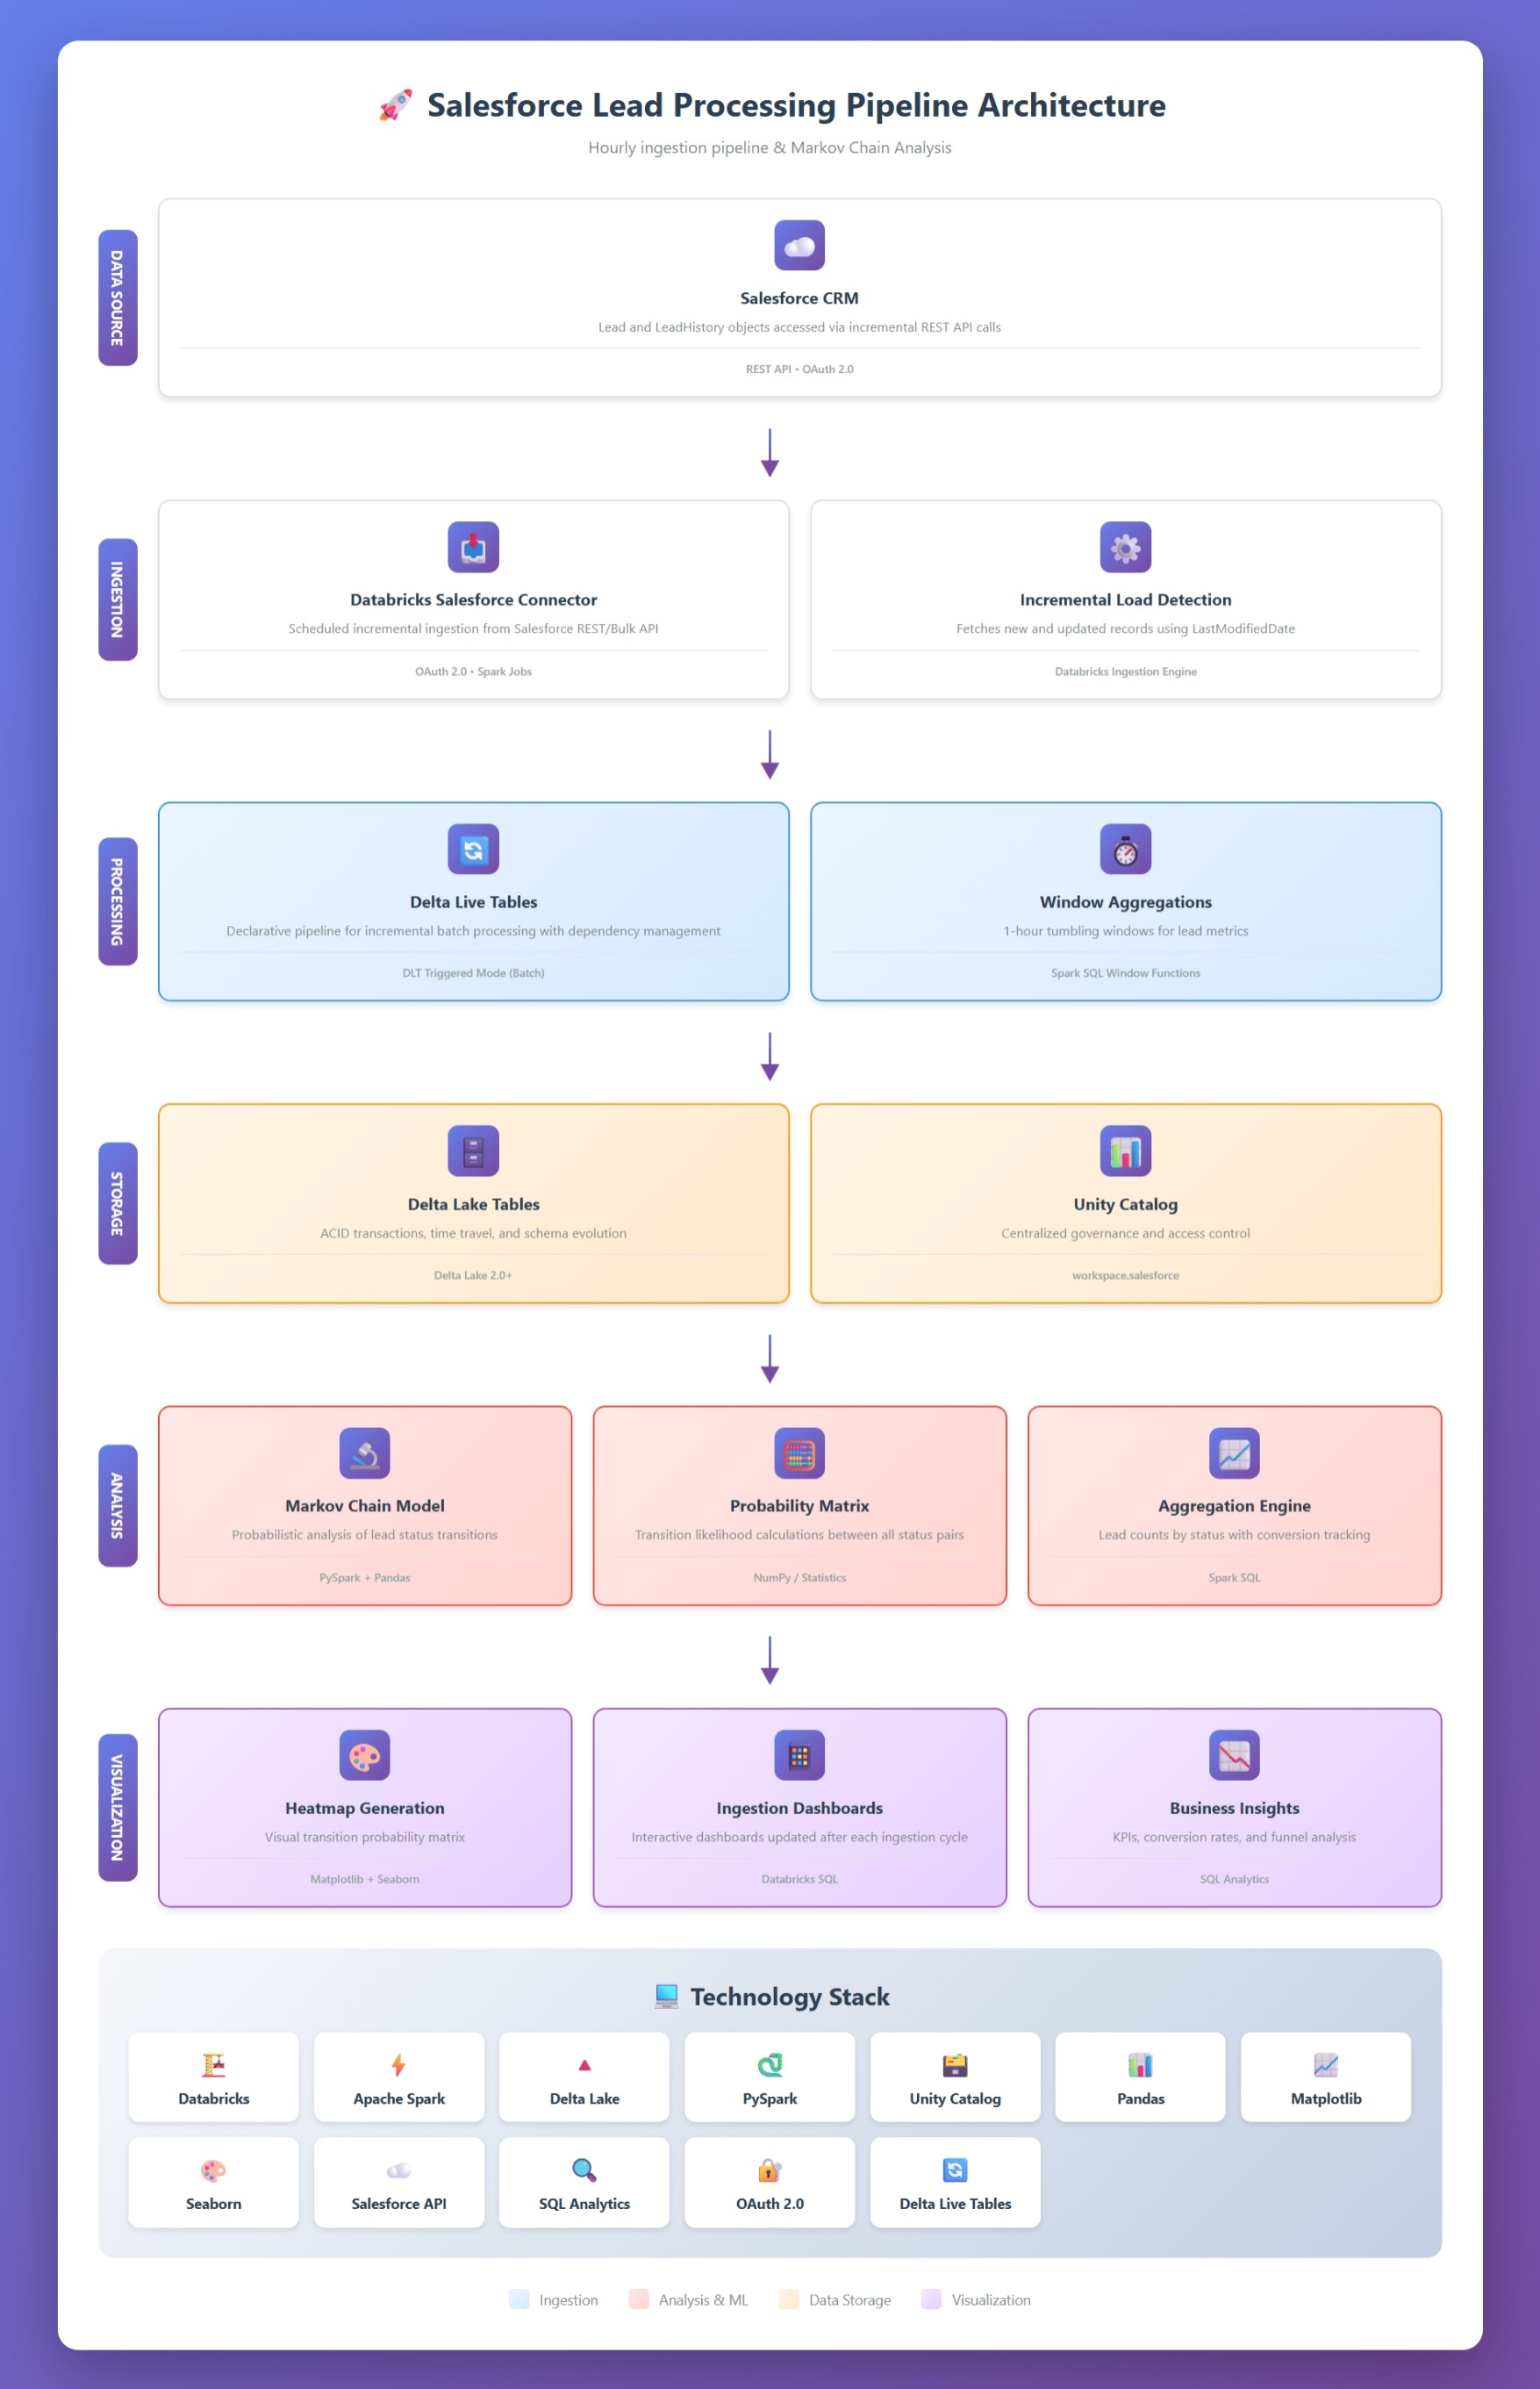 🚀 Salesforce Lead Processing Pipeline Architecture
Hourly ingestion pipeline & Markov Chain Analysis
DATA SOURCE
Salesforce CRM
Lead and LeadHistory objects accessed via incremental REST API calls
REST API • OAuth 2.0
INGESTION
Databricks Salesforce Connector
Scheduled incremental ingestion from Salesforce REST/Bulk API
OAuth 2.0 • Spark Jobs
Incremental Load Detection
Fetches new and updated records using LastModifiedDate
Databricks Ingestion Engine
PROCESSING
Delta Live Tables
Declarative pipeline for incremental batch processing with dependency management
DLT Triggered Mode (Batch)
Window Aggregations
1-hour tumbling windows for lead metrics
Spark SQL Window Functions
STORAGE
Delta Lake Tables
ACID transactions, time travel, and schema evolution
Delta Lake 2.0+
Unity Catalog
Centralized governance and access control
workspace.salesforce
ANALYSIS
Markov Chain Model
Probabilistic analysis of lead status transitions
PySpark + Pandas
Probability Matrix
Transition likelihood calculations between all status pairs
NumPy / Statistics
Aggregation Engine
Lead counts by status with conversion tracking
Spark SQL
VISUALIZATION
Heatmap Generation
Visual transition probability matrix
Matplotlib + Seaborn
Ingestion Dashboards
Interactive dashboards updated after each ingestion cycle
Databricks SQL
Business Insights
KPIs, conversion rates, and funnel analysis
SQL Analytics
💻 Technology Stack
Databricks
Apache Spark
Delta Lake
PySpark
Unity Catalog
Pandas
Matplotlib
Seaborn
Salesforce API
SQL Analytics
OAuth 2.0
Delta Live Tables
Ingestion
Analysis & ML
Data Storage
Visualization